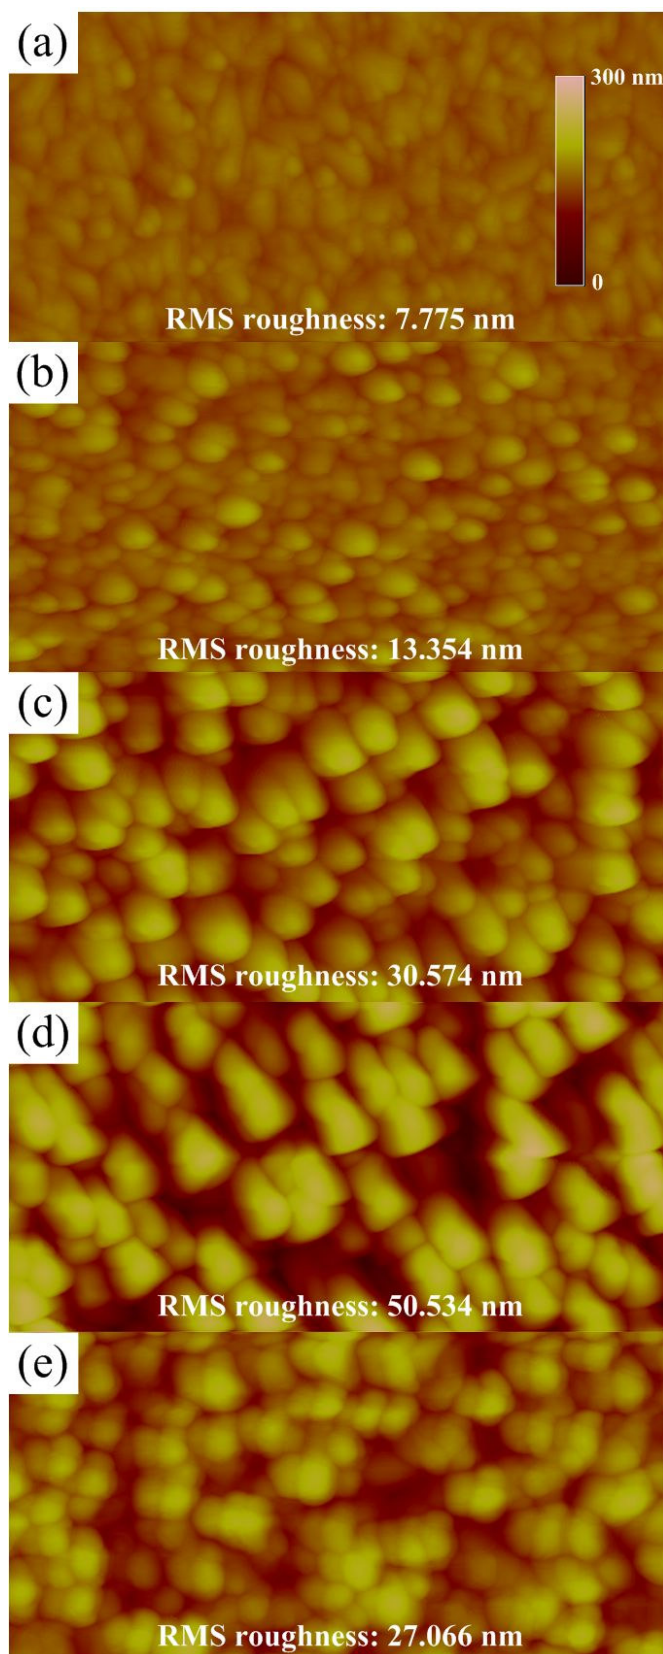 (a)
300 nm
0
RMS roughness: 7.775 nm
(b)
RMS roughness: 13.354 nm
(c)
RMS roughness: 30.574 nm
(d)
RMS roughness: 50.534 nm
(e)
RMS roughness: 27.066 nm